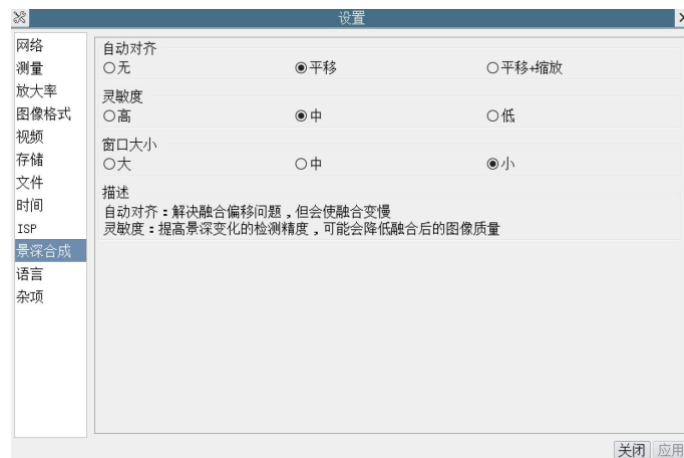 设置
网络
测量
放大率
图像格式
视频
存储
文件
时间
ISP
景深合成
语言
杂项
自动对齐
无 平移 平移+缩放
灵敏度
高 中 低
窗口大小
大 中 小
描述
自动对齐：解决融合偏移问题，但会使融合变慢
灵敏度：提高景深变化的检测精度，可能会降低融合后的图像质量
关闭 应用